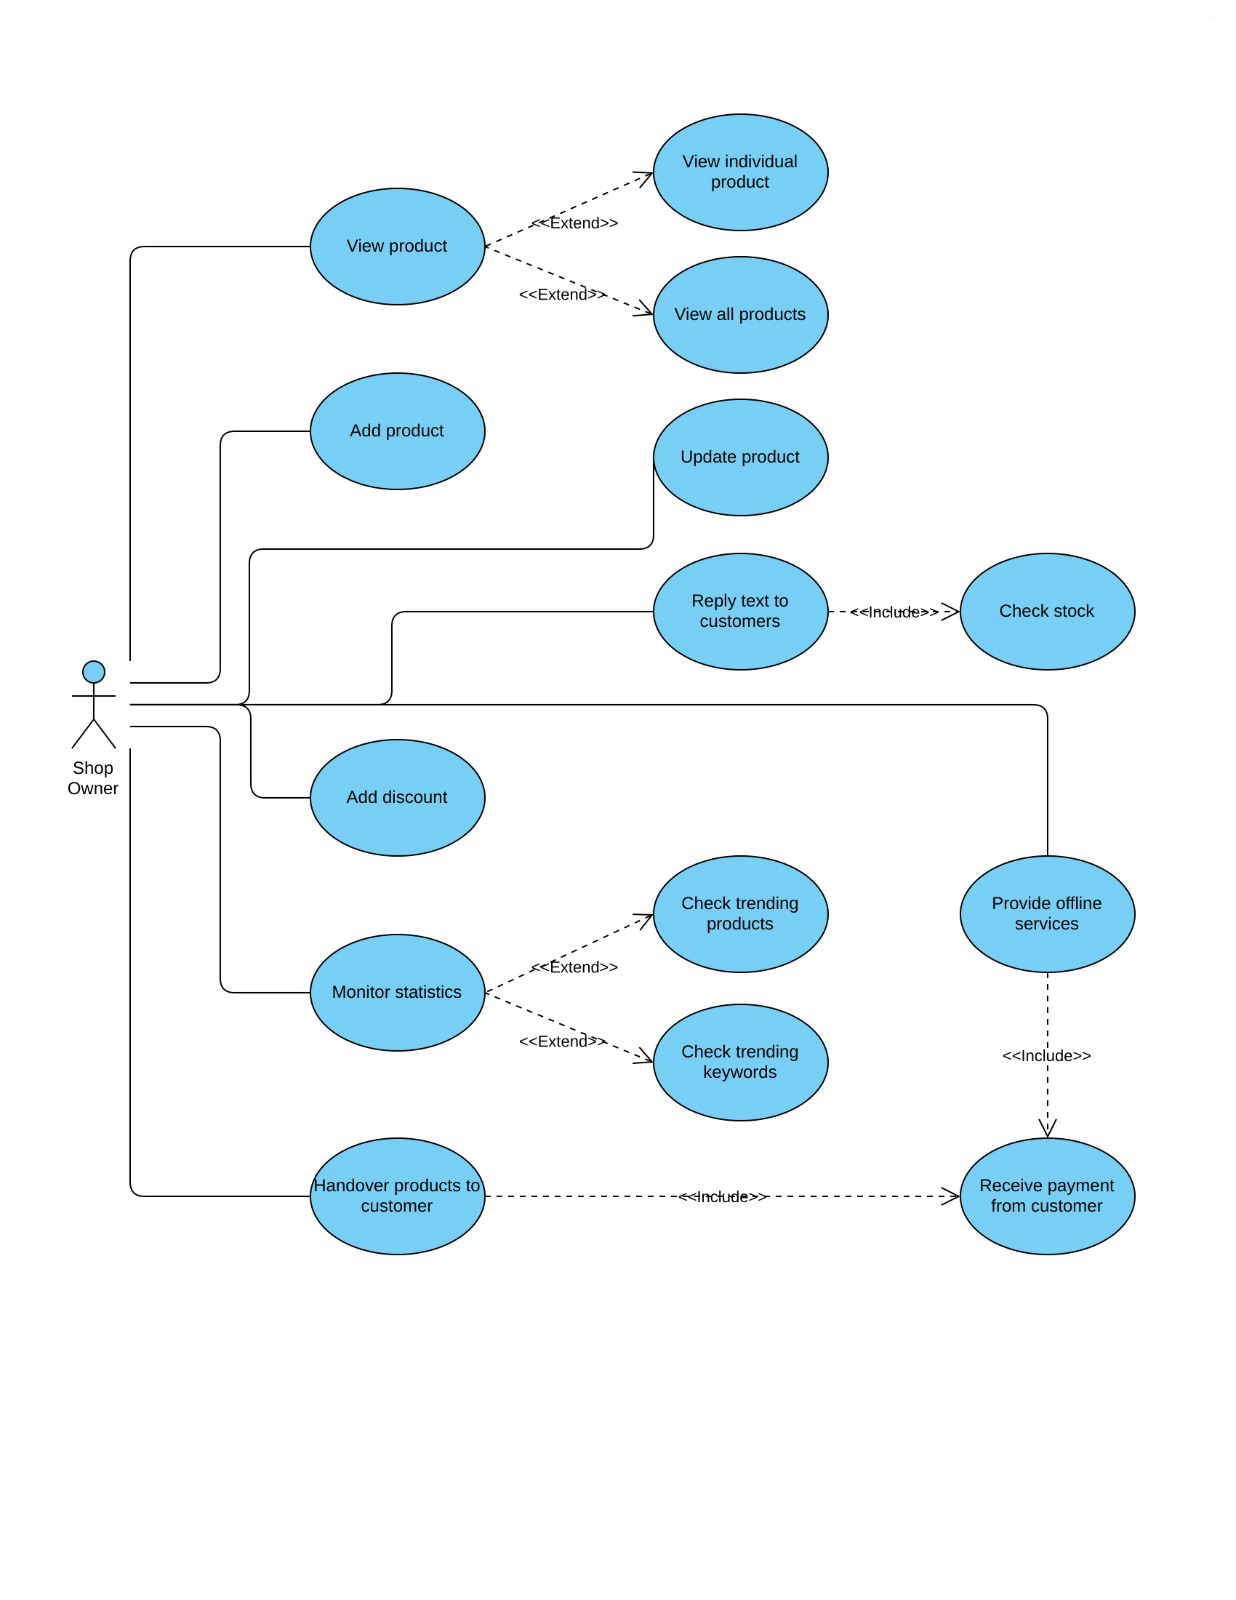 View individual
product
<<Extend>>
View product
<<Extend>>
View all products
Add product
Update product
Reply text to
customers
<<Include>>
Check stock
Shop
Owner
Add discount
Check trending
products
Provide offline
services
<<Extend>>
Monitor statistics
<<Extend>>
Check trending
keywords
<<Include>>
Handover products to
customer
<<Include>>
Receive payment
from customer